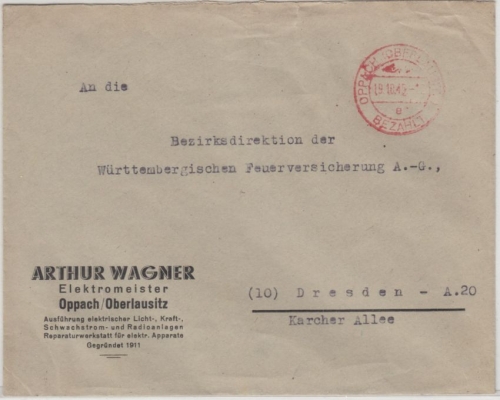 An die
OPPACH
BEZAHLT
Bezirksdirektion der
Württembergischen Feuerversicherung A.-G.,
ARTHUR WAGNER
Elektromeister
Oppach/Oberlausitz
Ausführung elektrischer Licht-, Kraft-,
Schwachstrom- und Radioanlagen
Reparaturwerkstatt für elektr. Apparate
Gegründet 1911
(10) Dresden - A.20
Karcher Allee